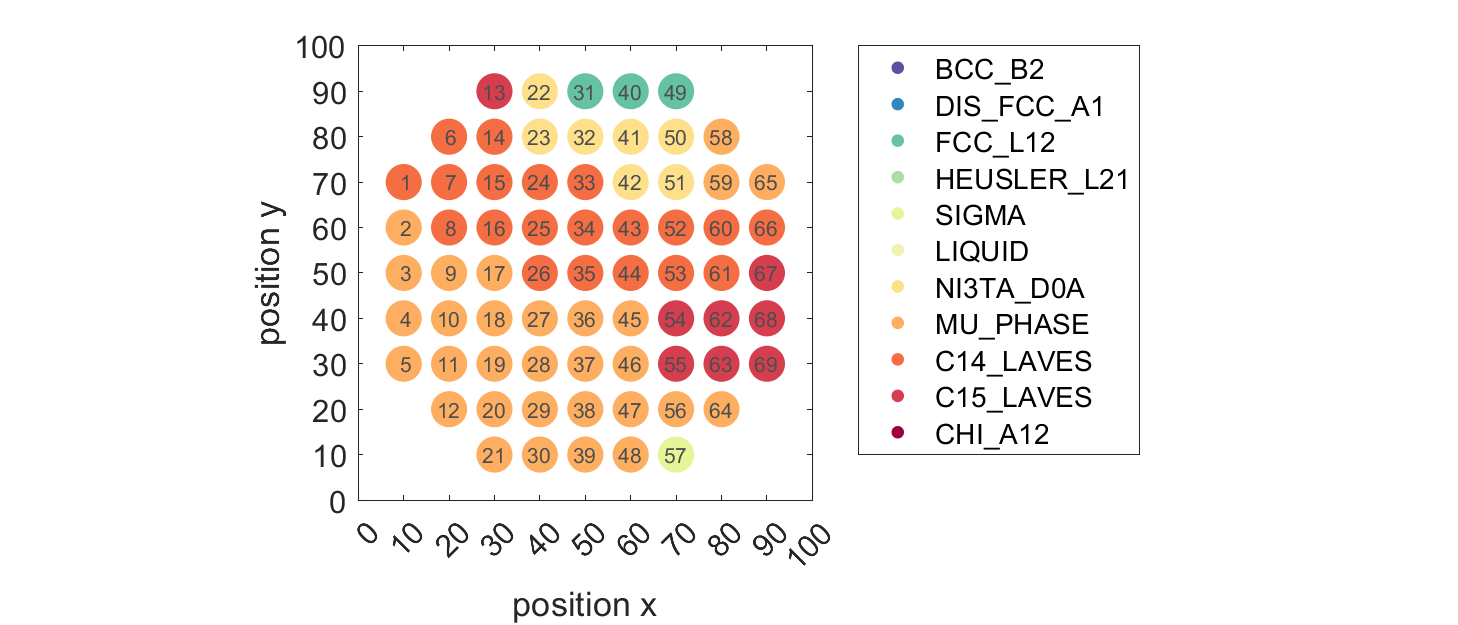 100
90 13 22 31 40 49
80 6 14 23 32 41 50 58
70 1 7 15 24 33 42 51 59 65
60 2 8 16 25 34 43 52 60 66
50 3 9 17 26 35 44 53 61 67
40 4 10 18 27 36 45 54 62 68
30 5 11 19 28 37 46 55 63 69
20 12 20 29 38 47 56 64
10 21 30 39 48 57
0
0 10 20 30 40 50 60 70 80 90 100
position x
position y
BCC_B2
DIS_FCC_A1
FCC_L12
HEUSLER_L21
SIGMA
LIQUID
NI3TA_D0A
MU_PHASE
C14_LAVES
C15_LAVES
CHI_A12